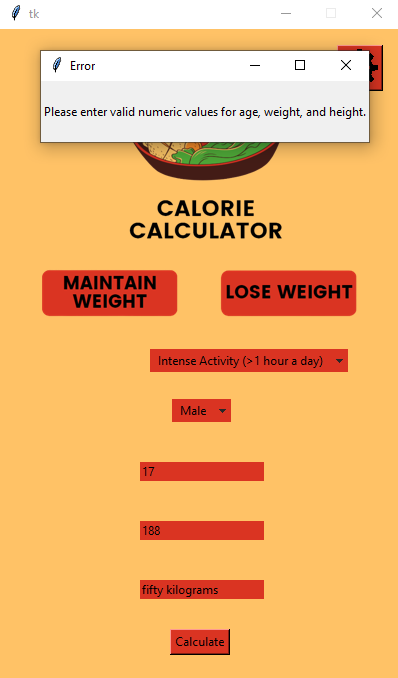 tk
Error
Please enter valid numeric values for age, weight, and height.
CALORIE
CALCULATOR
MAINTAIN
WEIGHT
LOSE WEIGHT
Intense Activity (>1 hour a day)
Male
17
188
fifty kilograms
Calculate